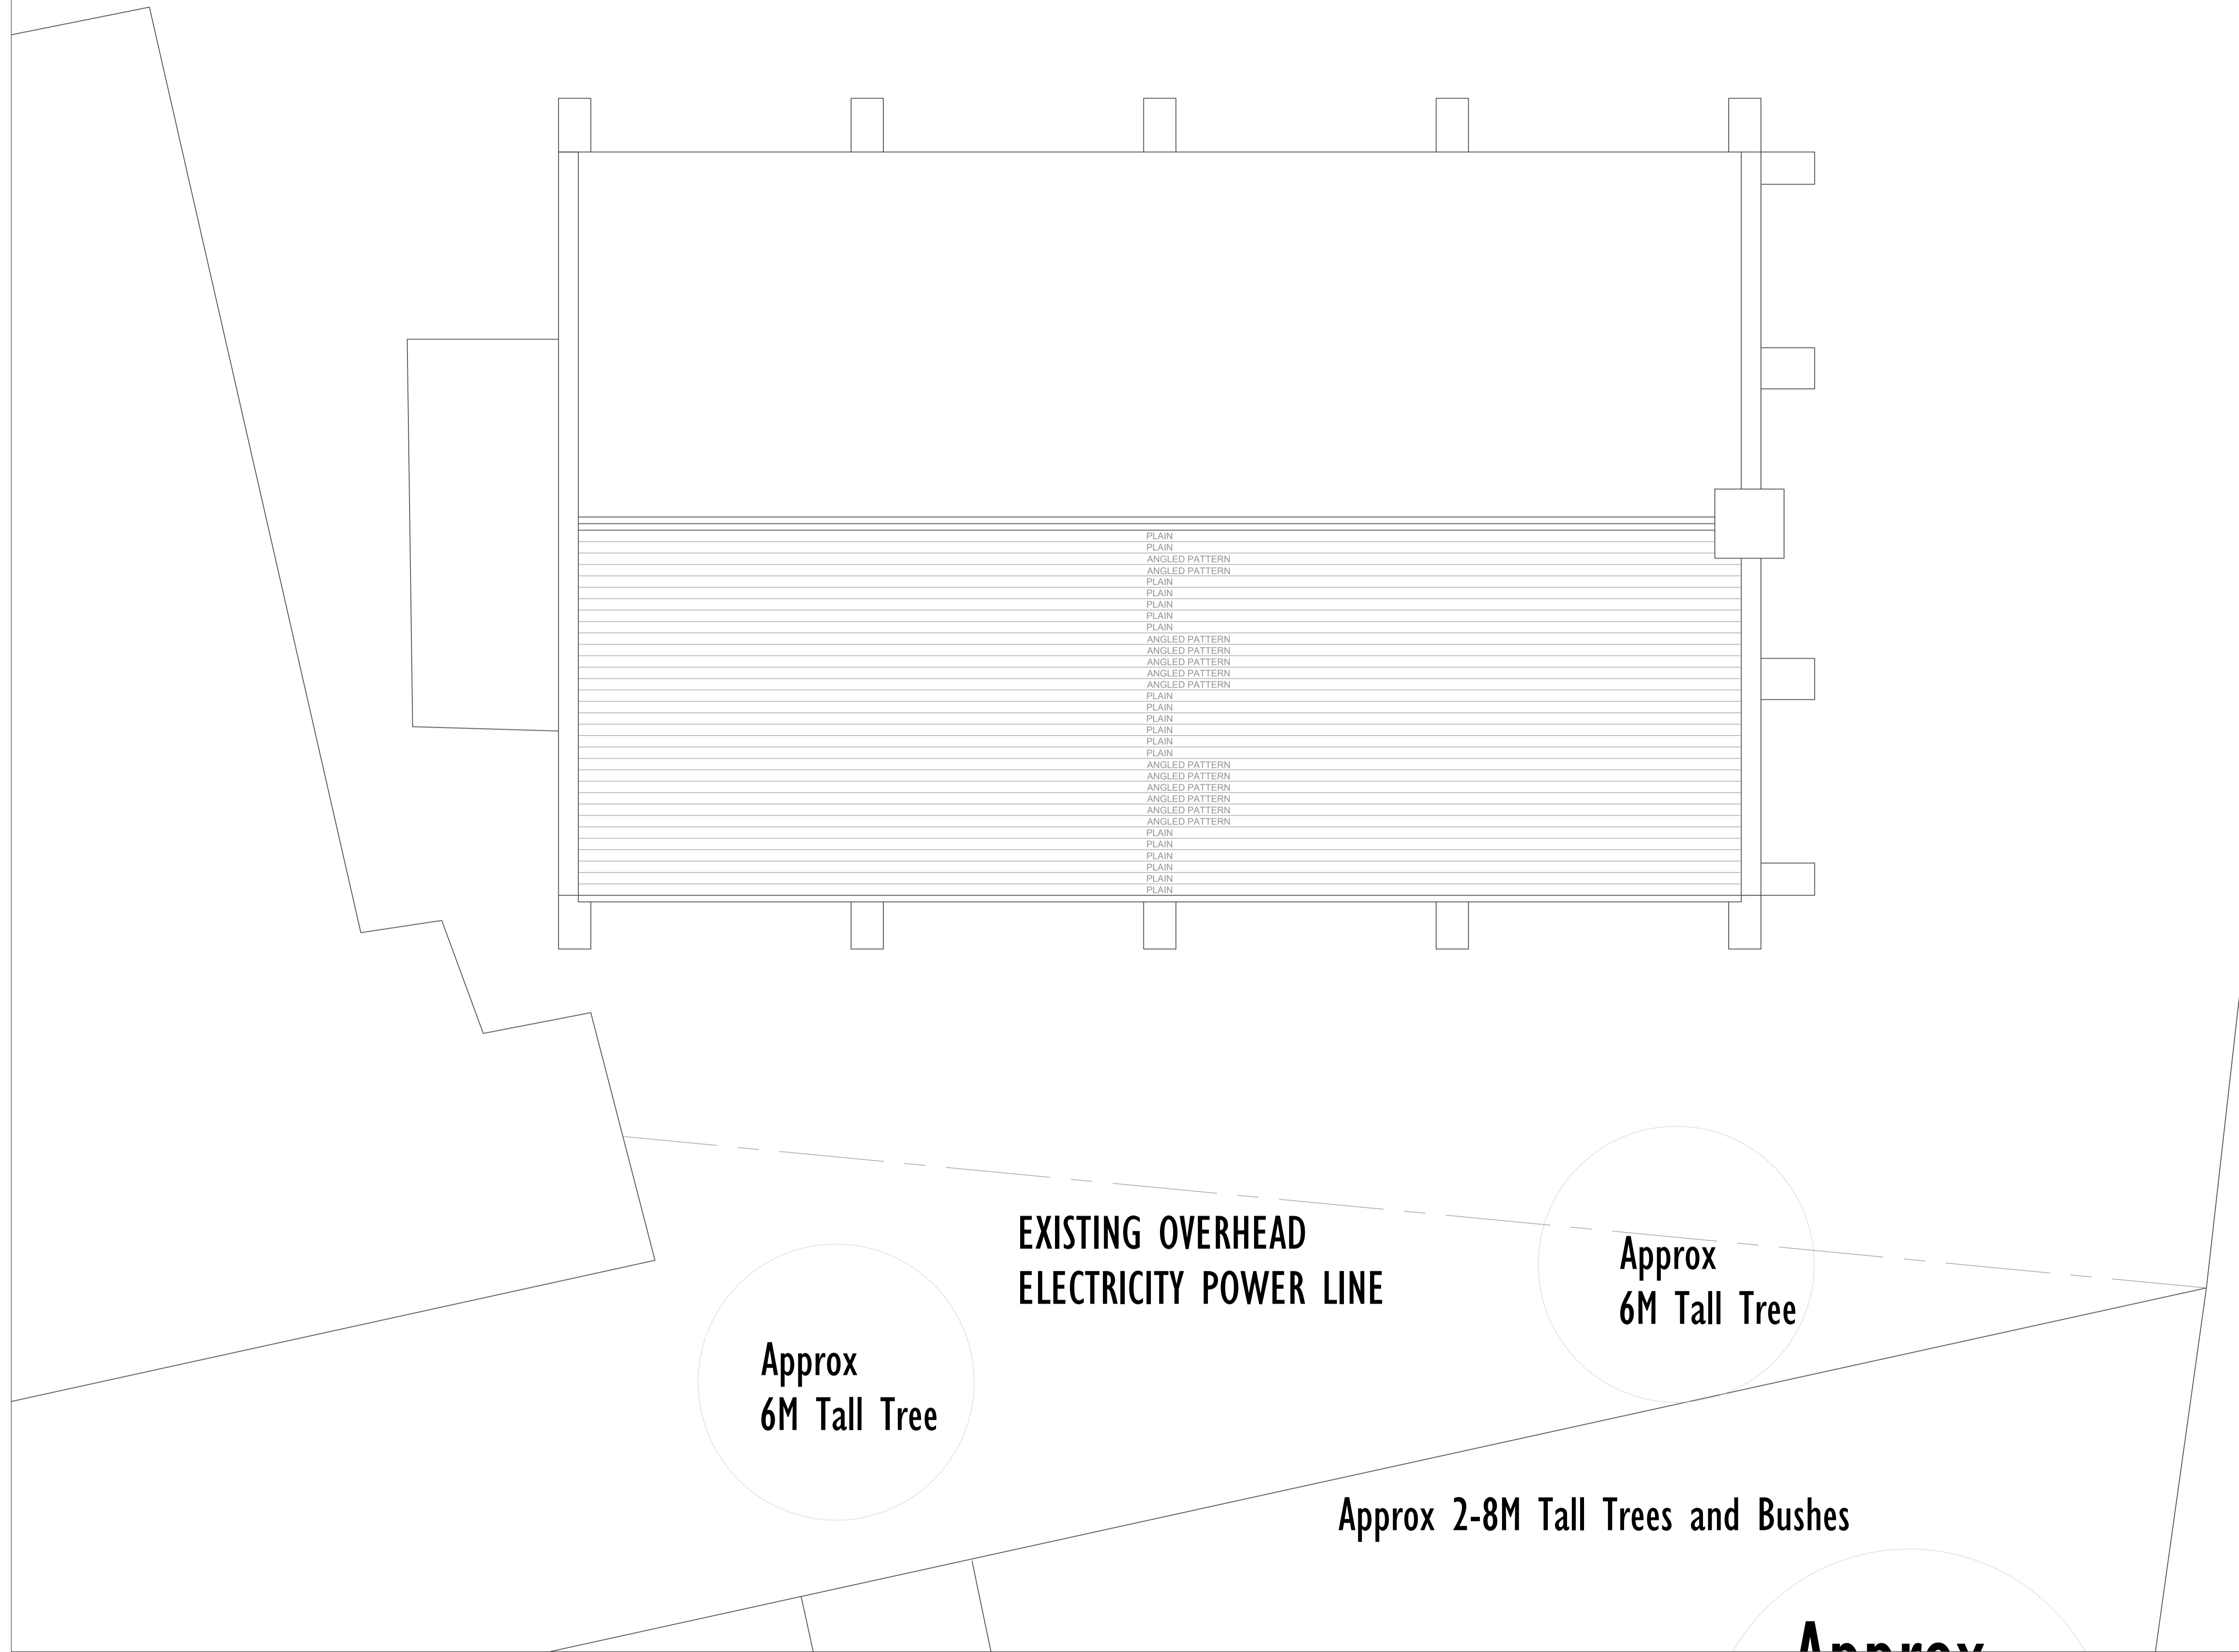 PLAIN
PLAIN
ANGLED PATTERN
ANGLED PATTERN
PLAIN
PLAIN
PLAIN
PLAIN
PLAIN
ANGLED PATTERN
ANGLED PATTERN
ANGLED PATTERN
ANGLED PATTERN
ANGLED PATTERN
PLAIN
PLAIN
PLAIN
PLAIN
PLAIN
PLAIN
ANGLED PATTERN
ANGLED PATTERN
ANGLED PATTERN
ANGLED PATTERN
ANGLED PATTERN
ANGLED PATTERN
PLAIN
PLAIN
PLAIN
PLAIN
PLAIN
PLAIN
EXISTING OVERHEAD
ELECTRICITY POWER LINE
Approx
6M Tall Tree
Approx
6M Tall Tree
Approx 2-8M Tall Trees and Bushes
Approx